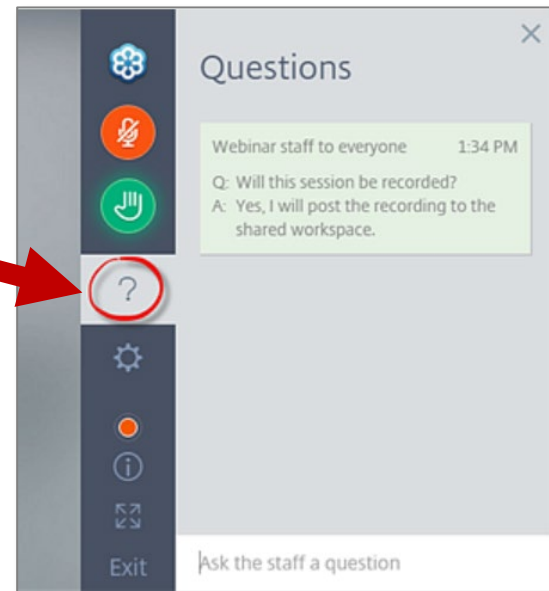 Questions
Webinar staff to everyone 1:34 PM
Q: Will this session be recorded?
A: Yes, I will post the recording to the
shared workspace.
?
Exit
Ask the staff a question